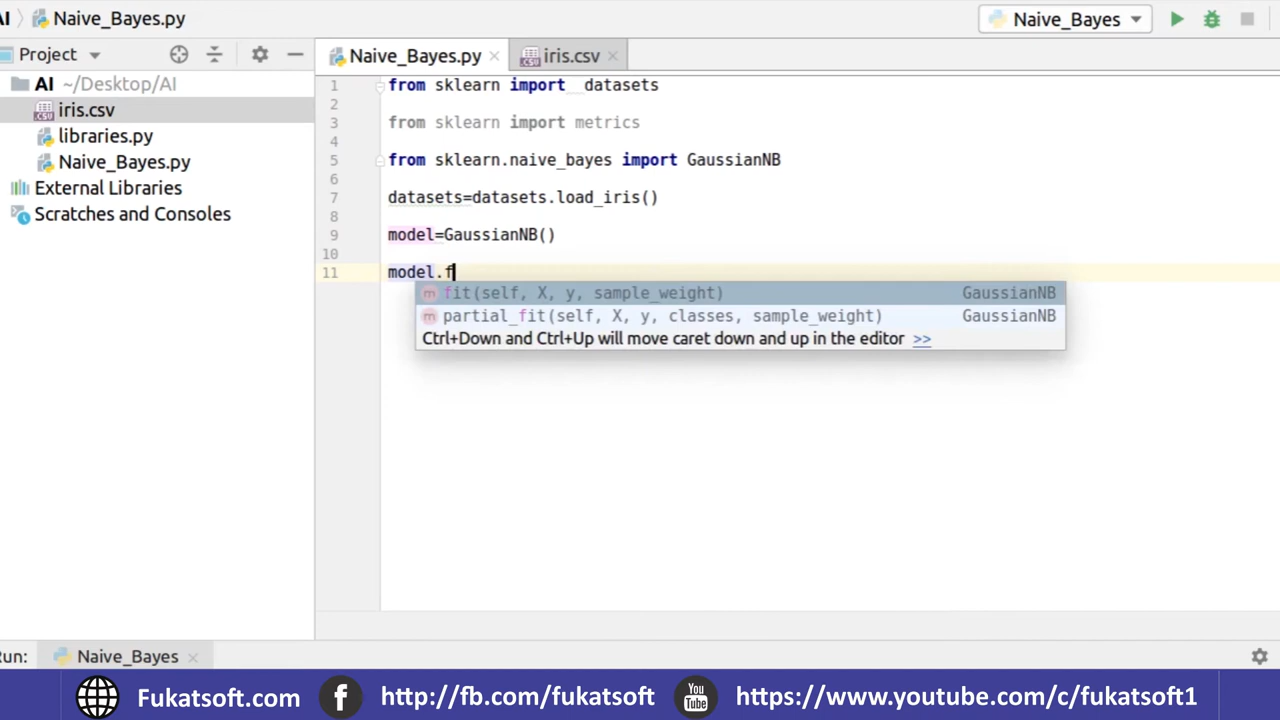 AI Naive_Bayes.py Naive_Bayes
Project Naive_Bayes.py iris.csv
AI ~/Desktop/AI
iris.csv
libraries.py
Naive_Bayes.py
External Libraries
Scratches and Consoles
1 from sklearn import  datasets
2
3 from sklearn import metrics
4
5 from sklearn.naive_bayes import GaussianNB
6
7 datasets=datasets.load_iris()
8
9 model=GaussianNB()
10
11 model.f
m fit(self, X, y, sample_weight) GaussianNB
m partial_fit(self, X, y, classes, sample_weight) GaussianNB
Ctrl+Down and Ctrl+Up will move caret down and up in the editor >>
Run: Naive_Bayes
Fukatsoft.com http://fb.com/fukatsoft You Tube https://www.youtube.com/c/fukatsoft1